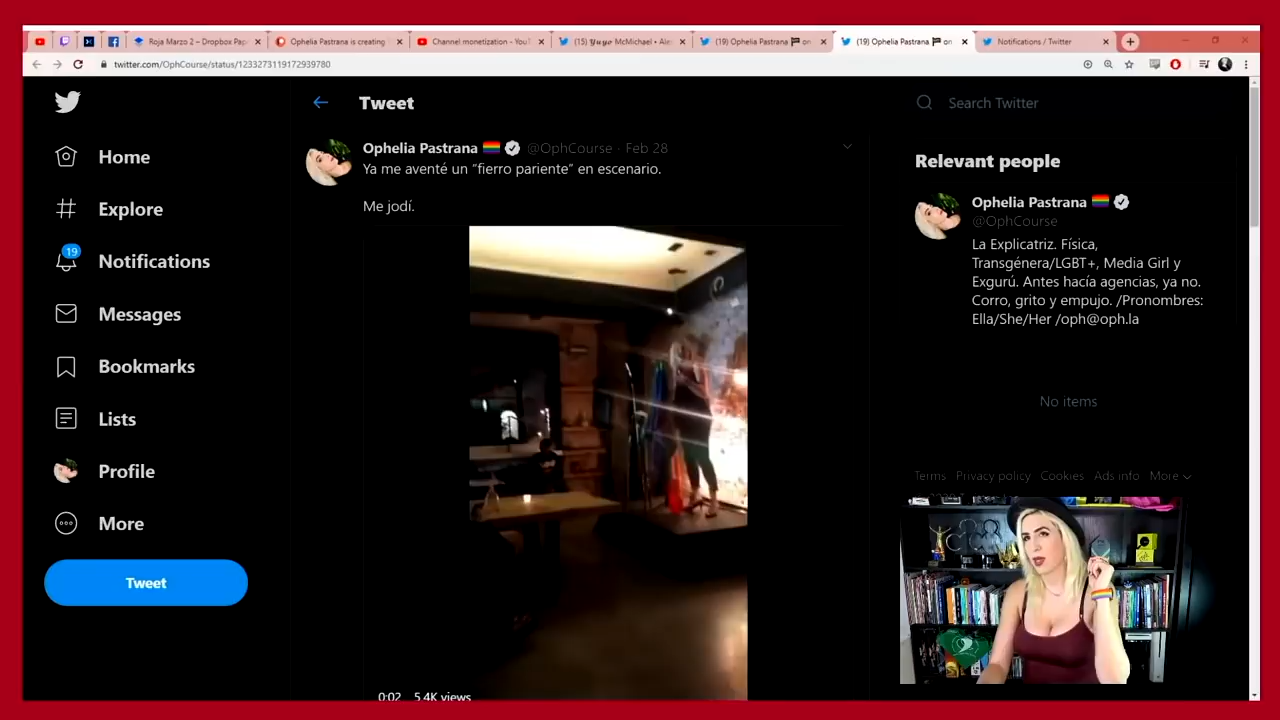 Roja Marzo 2 – Dropbox Pap
Ophelia Pastrana is creating
Channel monetization - YouT
(15) 𝖄𝖚𝖞𝖔 McMichael • Ale
(19) Ophelia Pastrana 🏴 on
(19) Ophelia Pastrana 🏴 on
Notifications / Twitter
twitter.com/OphCourse/status/1233273119172939780
Home
Explore
19
Notifications
Messages
Bookmarks
Lists
Profile
More
Tweet
Tweet
Ophelia Pastrana 🏳️‍🌈 @OphCourse · Feb 28
Ya me aventé un “fierro pariente” en escenario.
Me jodí.
0:02 5.4K views
Search Twitter
Relevant people
Ophelia Pastrana 🏳️‍🌈
@OphCourse
La Explicatriz. Física,
Transgénera/LGBT+, Media Girl y
Exgurú. Antes hacía agencias, ya no.
Corro, grito y empujo. /Pronombres:
Ella/She/Her /oph@oph.la
No items
Terms Privacy policy Cookies Ads info More